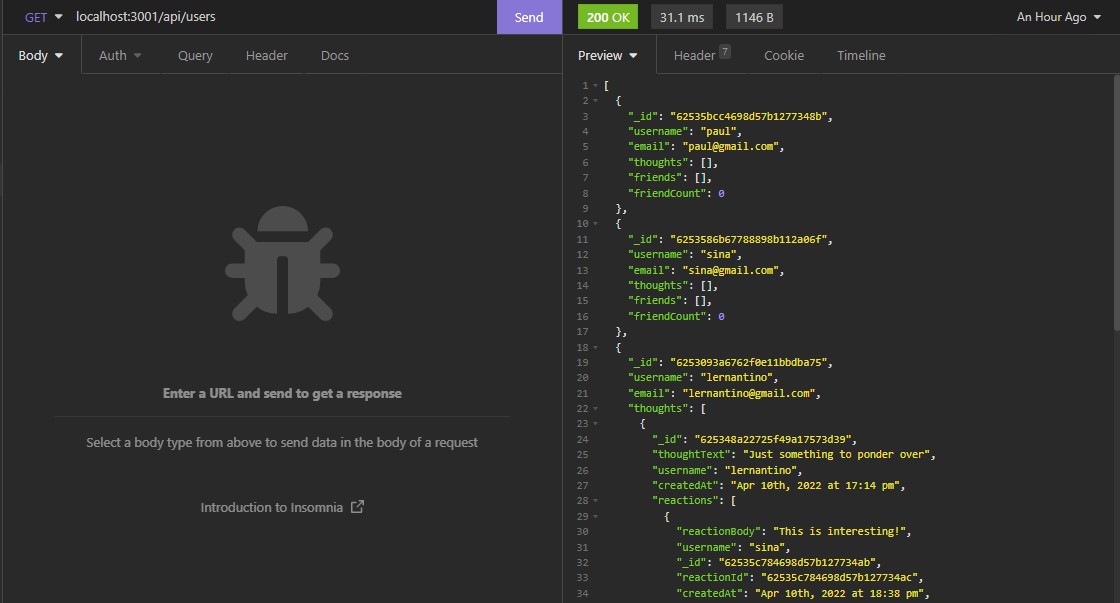 GET localhost:3001/api/users Send 200 OK 31.1 ms 1146 B An Hour Ago
Body Auth Query Header Docs
Enter a URL and send to get a response
Select a body type from above to send data in the body of a request
Introduction to Insomnia
Preview Header 7 Cookie Timeline
1 [
2 {
3 "_id": "62535bcc4698d57b1277348b",
4 "username": "paul",
5 "email": "paul@gmail.com",
6 "thoughts": [],
7 "friends": [],
8 "friendCount": 0
9 },
10 {
11 "_id": "6253586b67788898b112a06f",
12 "username": "sina",
13 "email": "sina@gmail.com",
14 "thoughts": [],
15 "friends": [],
16 "friendCount": 0
17 },
18 {
19 "_id": "6253093a6762f0e11bbdba75",
20 "username": "lernantino",
21 "email": "lernantino@gmail.com",
22 "thoughts": [
23 {
24 "_id": "625348a22725f49a17573d39",
25 "thoughtText": "Just something to ponder over",
26 "username": "lernantino",
27 "createdAt": "Apr 10th, 2022 at 17:14 pm",
28 "reactions": [
29 {
30 "reactionBody": "This is interesting!",
31 "username": "sina",
32 "_id": "62535c784698d57b127734ab",
33 "reactionId": "62535c784698d57b127734ac",
34 "createdAt": "Apr 10th, 2022 at 18:38 pm",